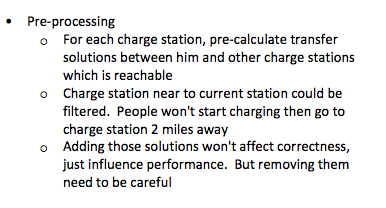 • Pre-processing
o For each charge station, pre-calculate transfer
solutions between him and other charge stations
which is reachable
o Charge station near to current station could be
filtered.  People won't start charging then go to
charge station 2 miles away
o Adding those solutions won't affect correctness,
just influence performance.  But removing them
need to be careful